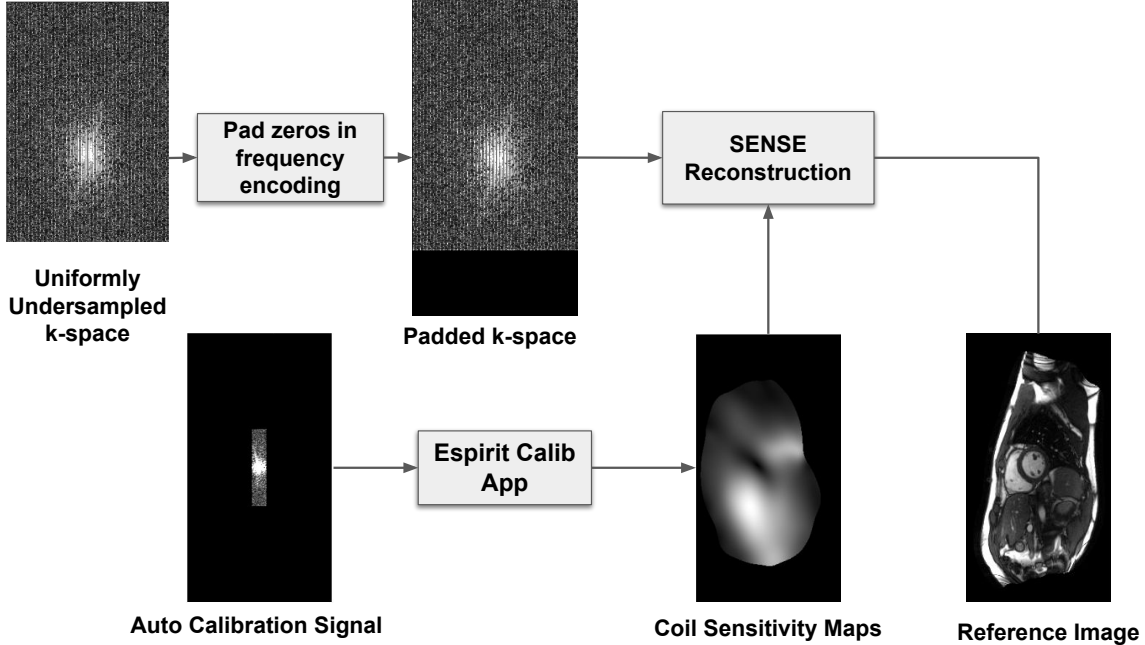 Pad zeros in
frequency
encoding
SENSE
Reconstruction
Uniformly
Undersampled
k-space
Padded k-space
Espirit Calib
App
Auto Calibration Signal
Coil Sensitivity Maps
Reference Image